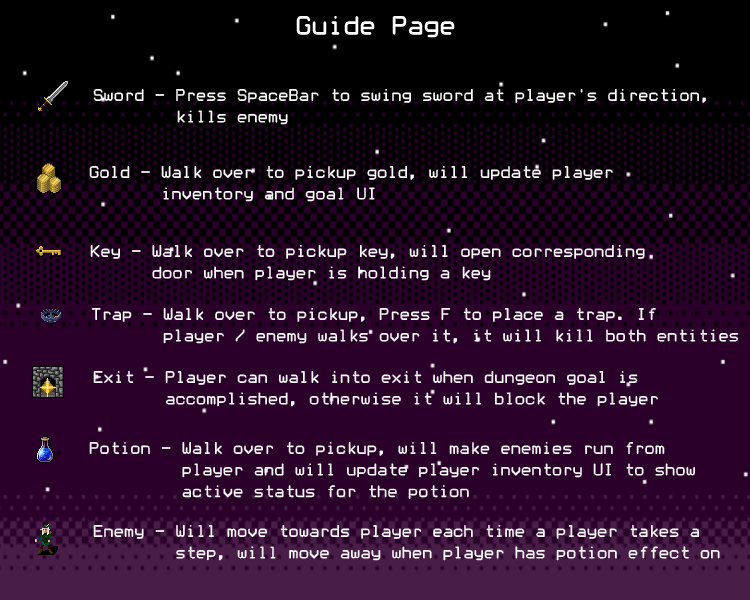 Guide Page
Sword - Press SpaceBar to swing sword at player's direction,
kills enemy
Gold - Walk over to pickup gold, will update player
inventory and goal UI
Key - Walk over to pickup key, will open corresponding
door when player is holding a key
Trap - Walk over to pickup, Press F to place a trap. If
player / enemy walks over it, it will kill both entities
Exit - Player can walk into exit when dungeon goal is
accomplished, otherwise it will block the player
Potion - Walk over to pickup, will make enemies run from
player and will update player inventory UI to show
active status for the potion
Enemy - Will move towards player each time a player takes a
step, will move away when player has potion effect on